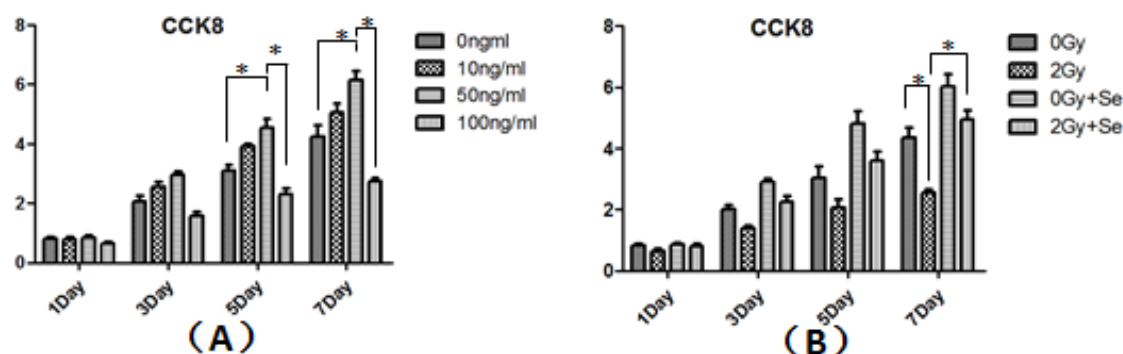 CCK8
8
6
4
2
0
* * * *
0ngml
10ng/ml
50ng/ml
100ng/ml
1Day 3Day 5Day 7Day
(A)
CCK8
8
6
4
2
0
* *
0Gy
2Gy
0Gy+Se
2Gy+Se
1Day 3Day 5Day 7Day
(B)